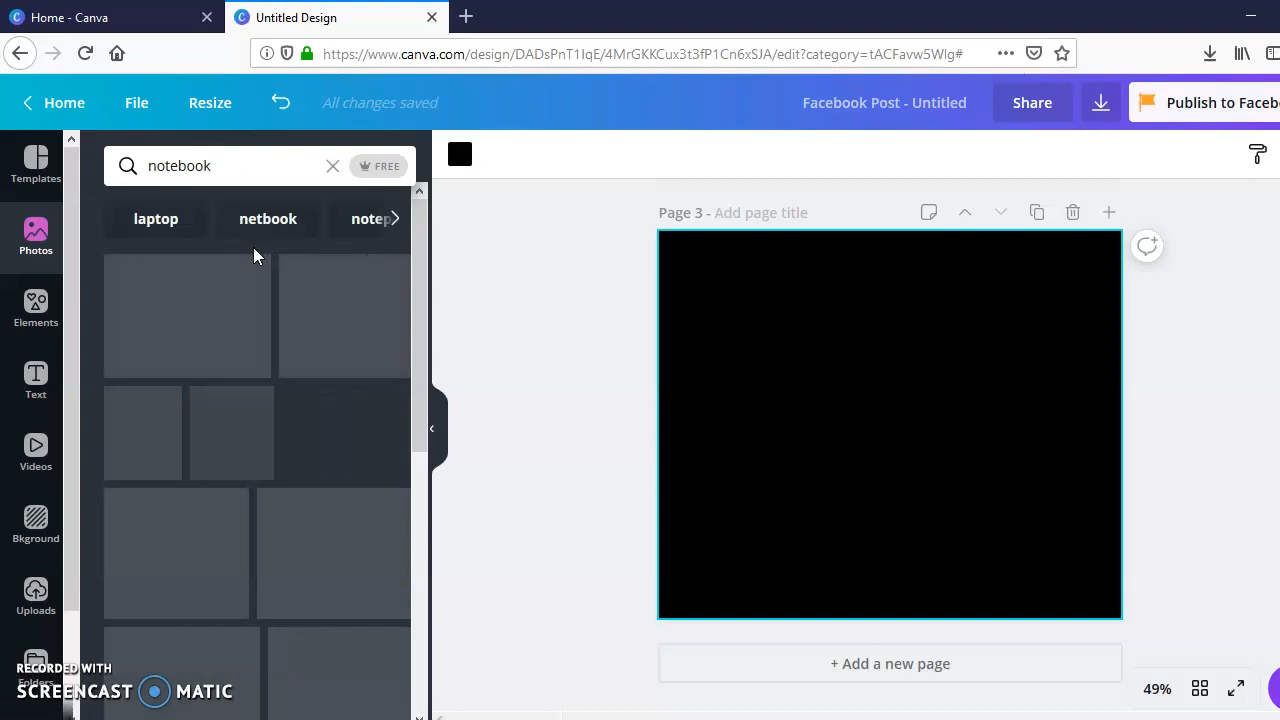 Home - Canva
Untitled Design
https://www.canva.com/design/DADsPnT1IqE/4MrGKKCux3t3fP1Cn6xSJA/edit?category=tACFavw5Wlg#
Home
File
Resize
All changes saved
Facebook Post - Untitled
Share
Publish to Facebo
Templates
Photos
Elements
Text
Videos
Bkground
Uploads
Folders
notebook
FREE
laptop
netbook
notep
Page 3 - Add page title
+ Add a new page
49%
RECORDED WITH
SCREENCAST MATIC